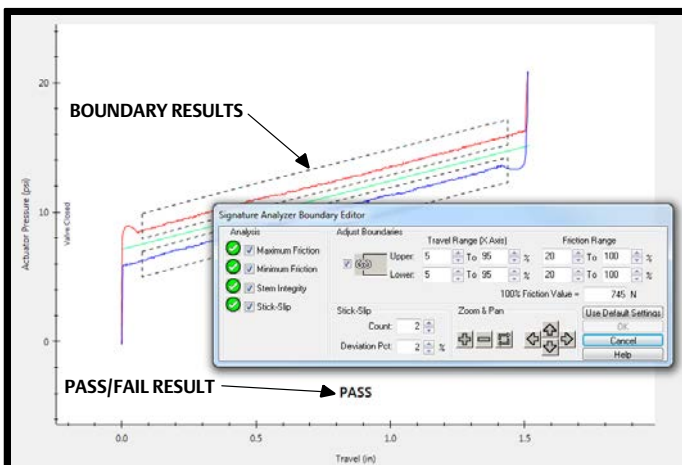 BOUNDARY RESULTS
20
10
0
Actuator Pressure (psi)
Valve Closed
Signature Analyzer Boundary Editor
Analysis
Maximum Friction
Minimum Friction
Stem Integrity
Stick-Slip
Adjust Boundaries
Travel Range (X Axis)
Friction Range
Upper: 5 To 95 % 20 To 100 %
Lower: 5 To 95 % 20 To 100 %
100% Friction Value = 745 N
Stick-Slip
Count: 2
Deviation Pct: 2 %
Zoom & Pan
Use Default Settings
OK
Cancel
Help
PASS/FAIL RESULT
PASS
0.0 0.5 1.0 1.5
Travel (in)